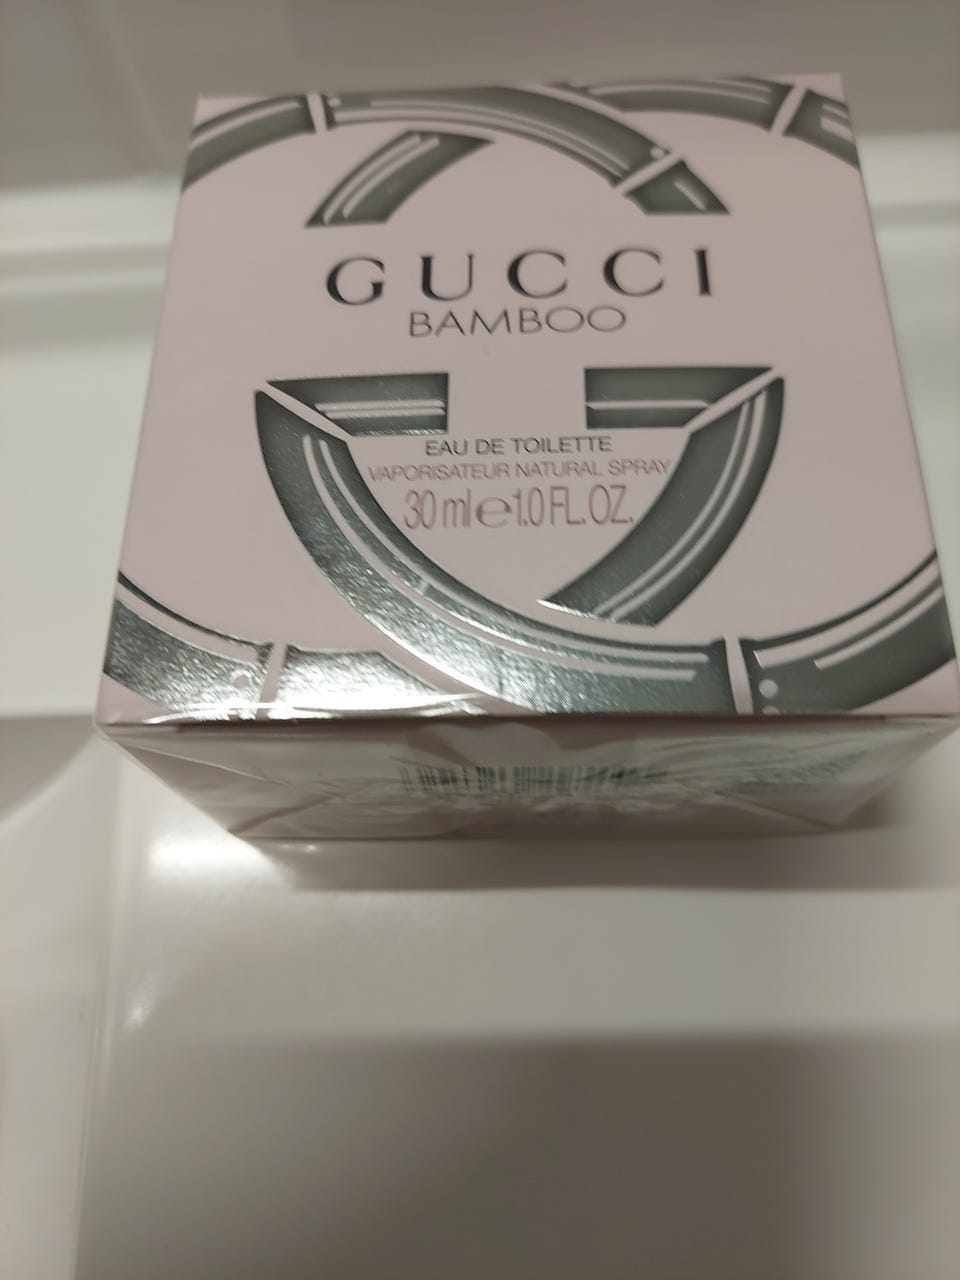 GUCCI
BAMBOO
EAU DE TOILETTE
VAPORISATEUR NATURAL SPRAY
30 ml e 1.0 FL. OZ.